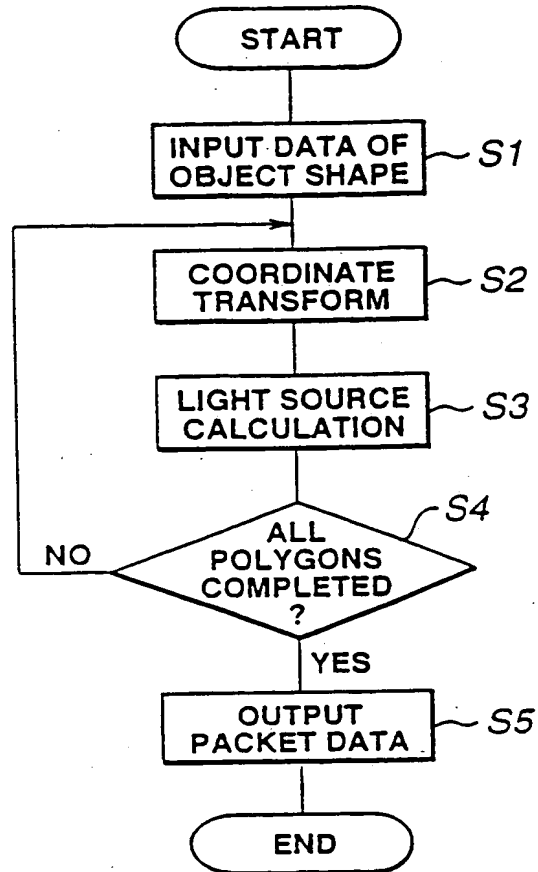 START
INPUT DATA OF
OBJECT SHAPE
S1
COORDINATE
TRANSFORM
S2
LIGHT SOURCE
CALCULATION
S3
S4
ALL
POLYGONS
COMPLETED
?
NO
YES
OUTPUT
PACKET DATA
S5
END